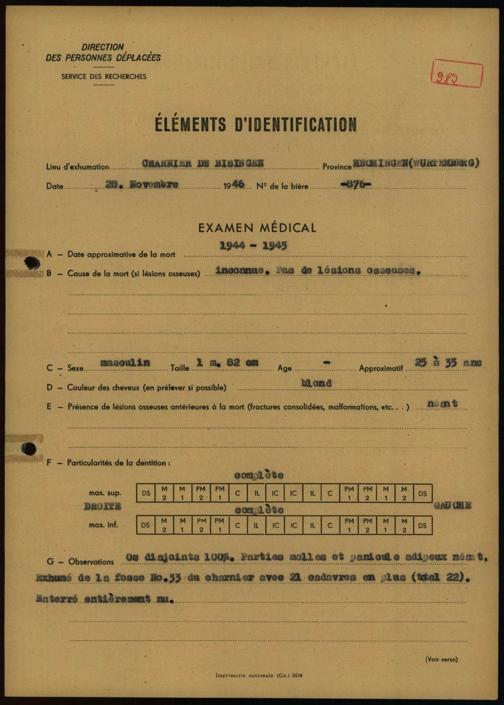 DIRECTION
DES PERSONNES DÉPLACÉES
SERVICE DES RECHERCHES
282
ÉLÉMENTS D'IDENTIFICATION
Lieu d'exhumation CHARNIER DE BISINGEN Province HECHINGEN(WURTEMBERG)
Date 28. Novembre 1946 N° de la bière -876-
EXAMEN MÉDICAL
A — Date approximative de la mort 1944 - 1945
B — Cause de la mort (si lésions osseuses) inconnue. Pas de lésions osseuses.
C — Sexe masculin Taille 1 m. 82 cm Age - Approximatif 25 à 35 ans
D — Couleur des cheveux (en prélever si possible) blond
E — Présence de lésions osseuses antérieures à la mort (fractures consolidées, malformations, etc. . . ) néant
F — Particularités de la dentition :
complète
max. sup. DS M 2 M 1 PM 2 PM 1 C IL IC IC IL C PM 1 PM 2 M 1 M 2 DS
DROITE complète GAUCHE
max. inf. DS M 2 M 1 PM 2 PM 1 C IL IC IC IL C PM 1 PM 2 M 1 M 2 DS
G — Observations Os disjoints 100%. Parties molles et panicule adipeux néant.
Exhumé de la fosse No.33 du charnier avec 21 cadavres en plus (total 22).
Enterré entièrement nu.
(Voir verso)
Imprimerie nationale (Gr.)